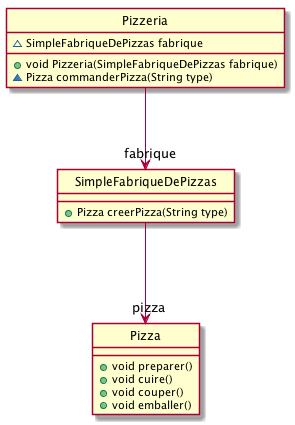 Pizzeria
SimpleFabriqueDePizzas fabrique
void Pizzeria(SimpleFabriqueDePizzas fabrique)
Pizza commanderPizza(String type)
fabrique
SimpleFabriqueDePizzas
Pizza creerPizza(String type)
pizza
Pizza
void preparer()
void cuire()
void couper()
void emballer()